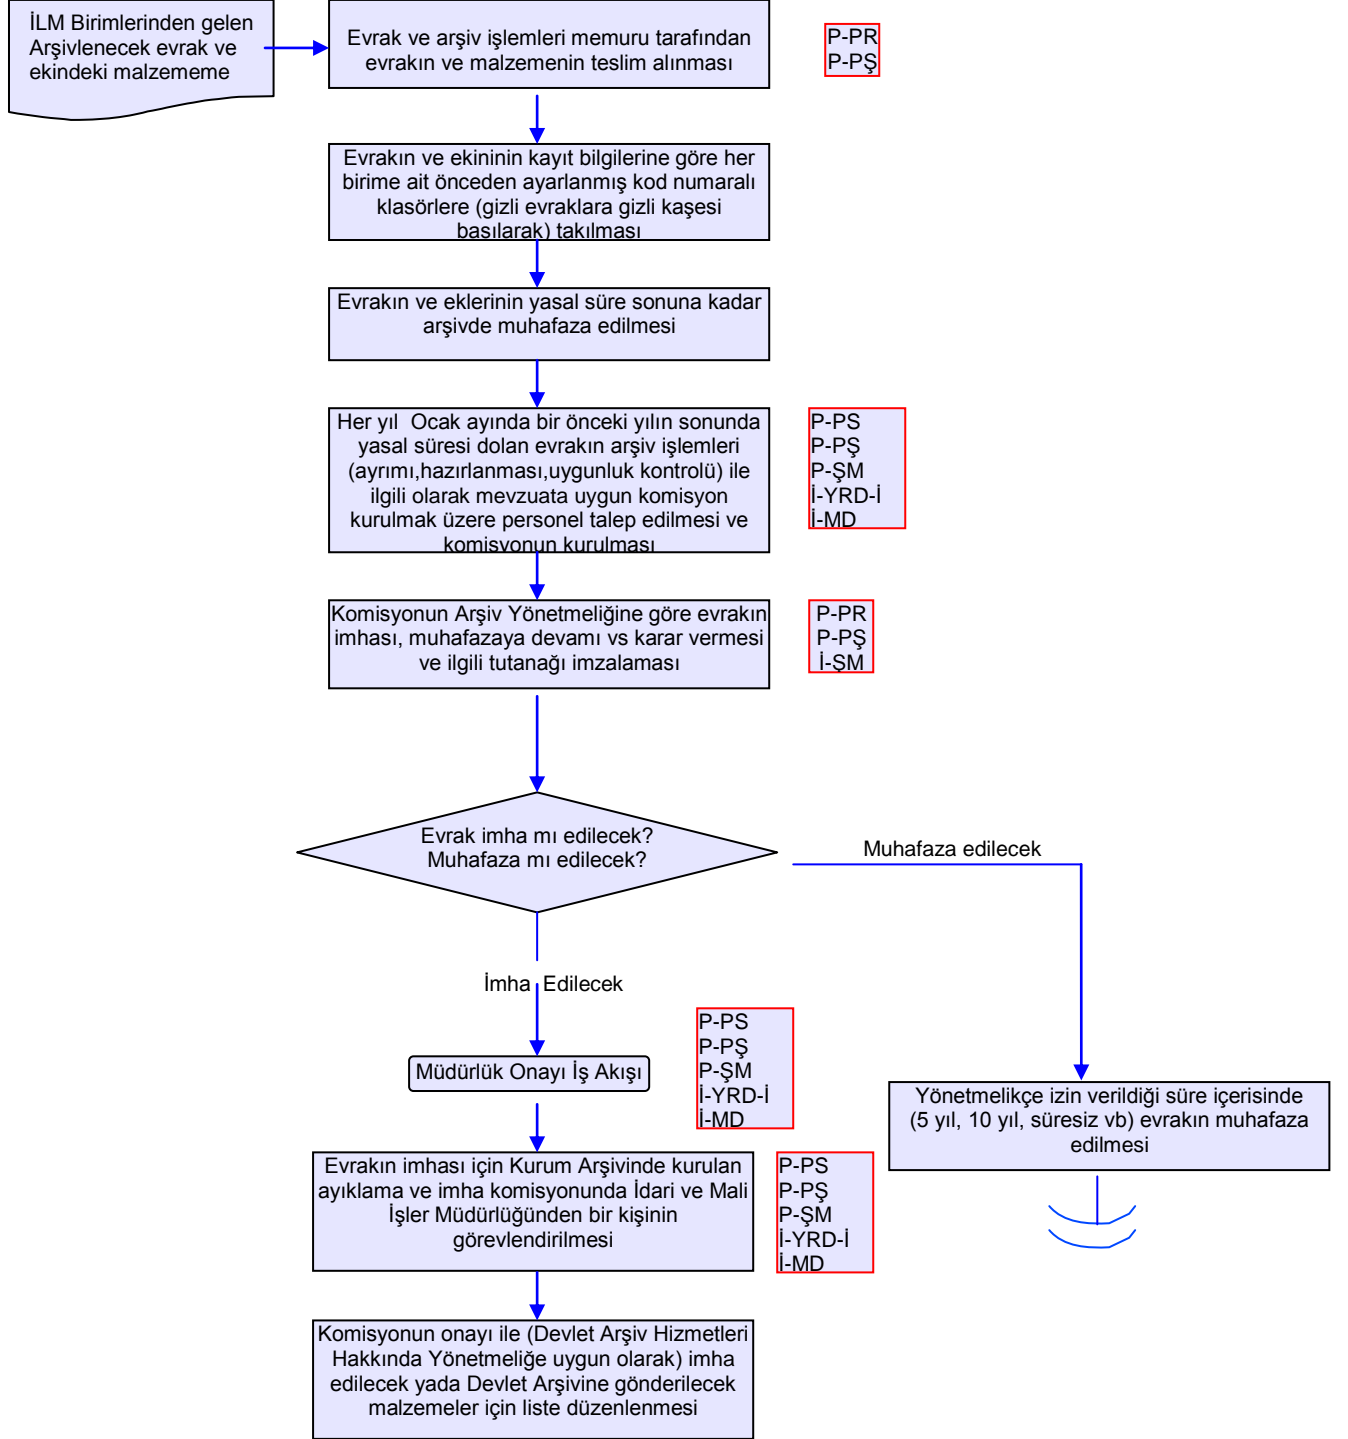 İLM Birimlerinden gelen
Arşivlenecek evrak ve
ekindeki malzememe
Evrak ve arşiv işlemleri memuru tarafından
evrakın ve malzemenin teslim alınması
P-PR
P-PŞ
Evrakın ve ekininin kayıt bilgilerine göre her
birime ait önceden ayarlanmış kod numaralı
klasörlere (gizli evraklara gizli kaşesi
basılarak) takılması
Evrakın ve eklerinin yasal süre sonuna kadar
arşivde muhafaza edilmesi
Her yıl  Ocak ayında bir önceki yılın sonunda
yasal süresi dolan evrakın arşiv işlemleri
(ayrımı,hazırlanması,uygunluk kontrolü) ile
ilgili olarak mevzuata uygun komisyon
kurulmak üzere personel talep edilmesi ve
komisyonun kurulması
P-PS
P-PŞ
P-ŞM
İ-YRD-İ
İ-MD
Komisyonun Arşiv Yönetmeliğine göre evrakın
imhası, muhafazaya devamı vs karar vermesi
ve ilgili tutanağı imzalaması
P-PR
P-PŞ
İ-ŞM
Evrak imha mı edilecek?
Muhafaza mı edilecek?
Muhafaza edilecek
İmha  Edilecek
P-PS
P-PŞ
P-ŞM
İ-YRD-İ
İ-MD
Müdürlük Onayı İş Akışı
Yönetmelikçe izin verildiği süre içerisinde
(5 yıl, 10 yıl, süresiz vb) evrakın muhafaza
edilmesi
Evrakın imhası için Kurum Arşivinde kurulan
ayıklama ve imha komisyonunda İdari ve Mali
İşler Müdürlüğünden bir kişinin
görevlendirilmesi
P-PS
P-PŞ
P-ŞM
İ-YRD-İ
İ-MD
Komisyonun onayı ile (Devlet Arşiv Hizmetleri
Hakkında Yönetmeliğe uygun olarak) imha
edilecek yada Devlet Arşivine gönderilecek
malzemeler için liste düzenlenmesi